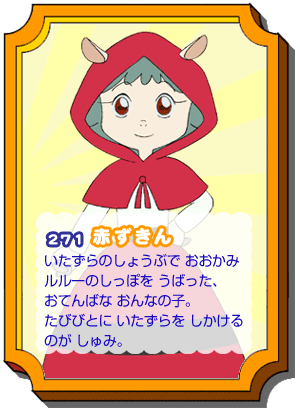 271 赤ずきん
いたずらのしょうぶで おおかみ
ルルーのしっぽを うばった、
おてんばな おんなの子。
たびびとに いたずらを しかける
のが しゅみ。